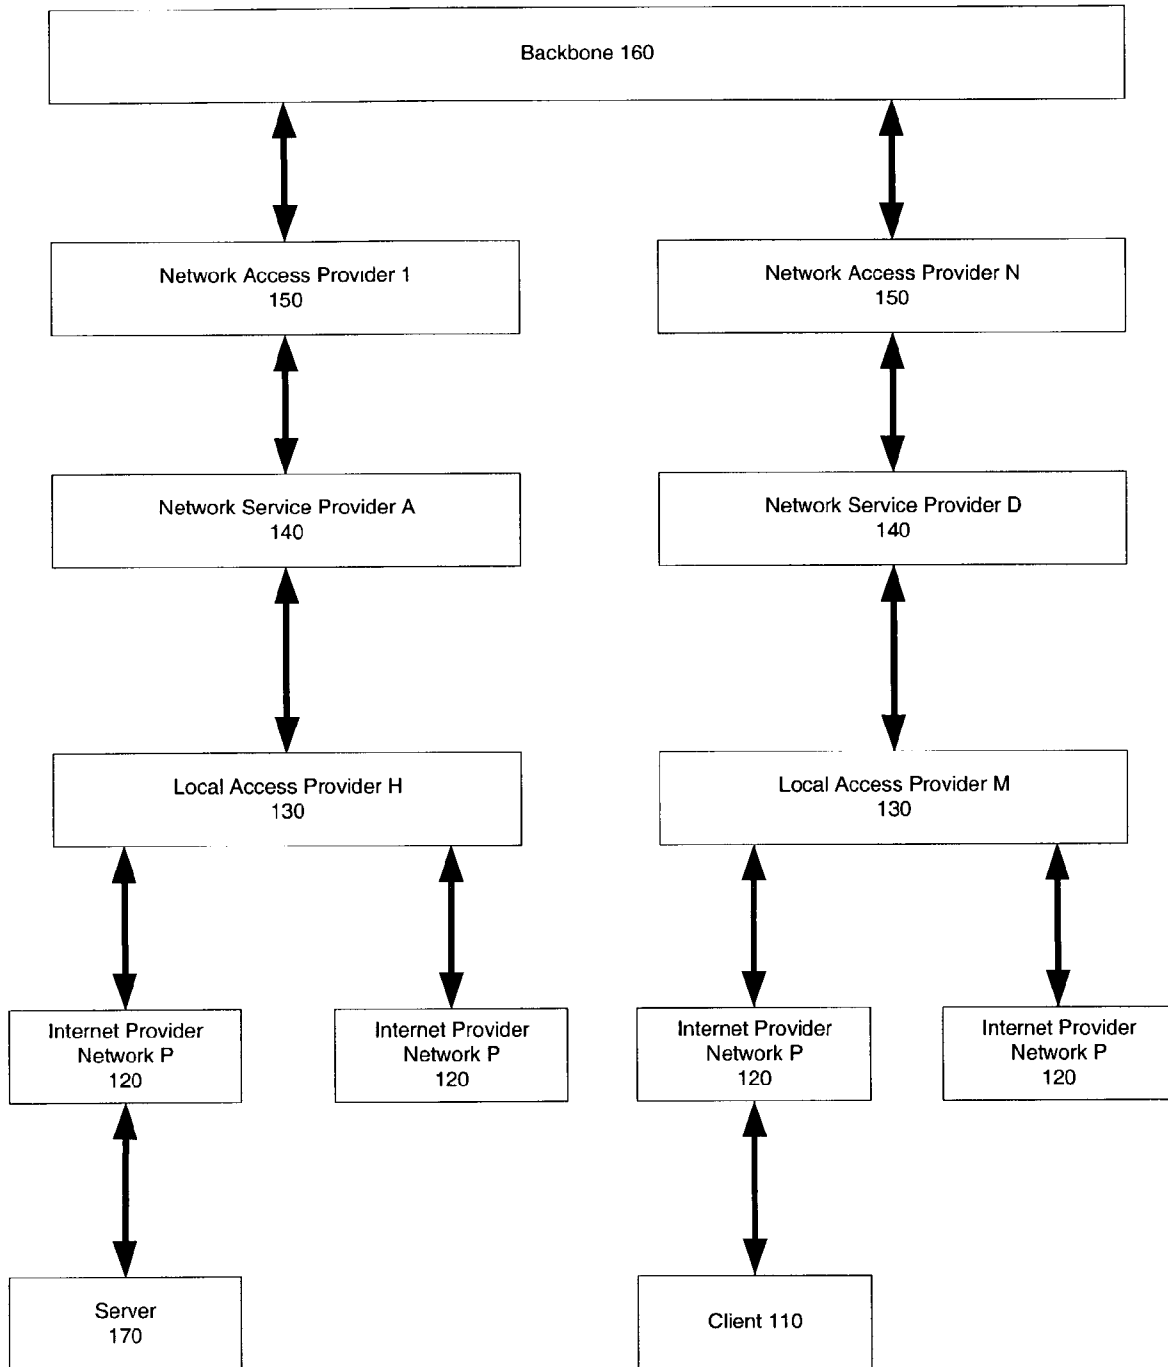 Backbone 160
Network Access Provider 1
150
Network Access Provider N
150
Network Service Provider A
140
Network Service Provider D
140
Local Access Provider H
130
Local Access Provider M
130
Internet Provider
Network P
120
Internet Provider
Network P
120
Internet Provider
Network P
120
Internet Provider
Network P
120
Server
170
Client 110